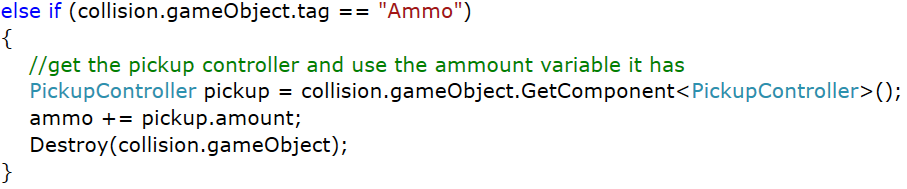 else if (collision.gameObject.tag == "Ammo")
{
//get the pickup controller and use the ammount variable it has
PickupController pickup = collision.gameObject.GetComponent<PickupController>();
ammo += pickup.amount;
Destroy(collision.gameObject);
}